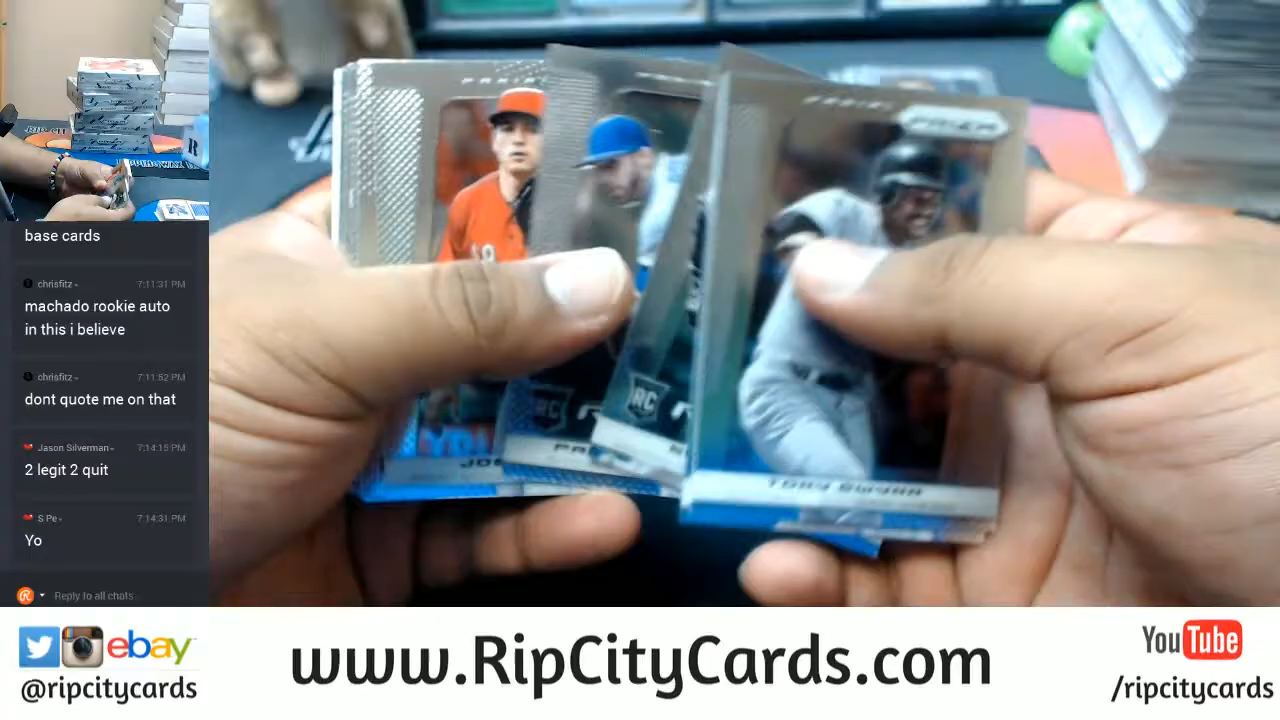 base cards
chrisfitz
7:11:31 PM
machado rookie auto
in this i believe
chrisfitz
7:11:52 PM
dont quote me on that
Jason Silverman
7:14:15 PM
2 legit 2 quit
S Pe
7:14:31 PM
Yo
Reply to all chats
PRIZM
RC
RC
TONY GWYNN
ebay
@ripcitycards
www.RipCityCards.com
YouTube
/ripcitycards